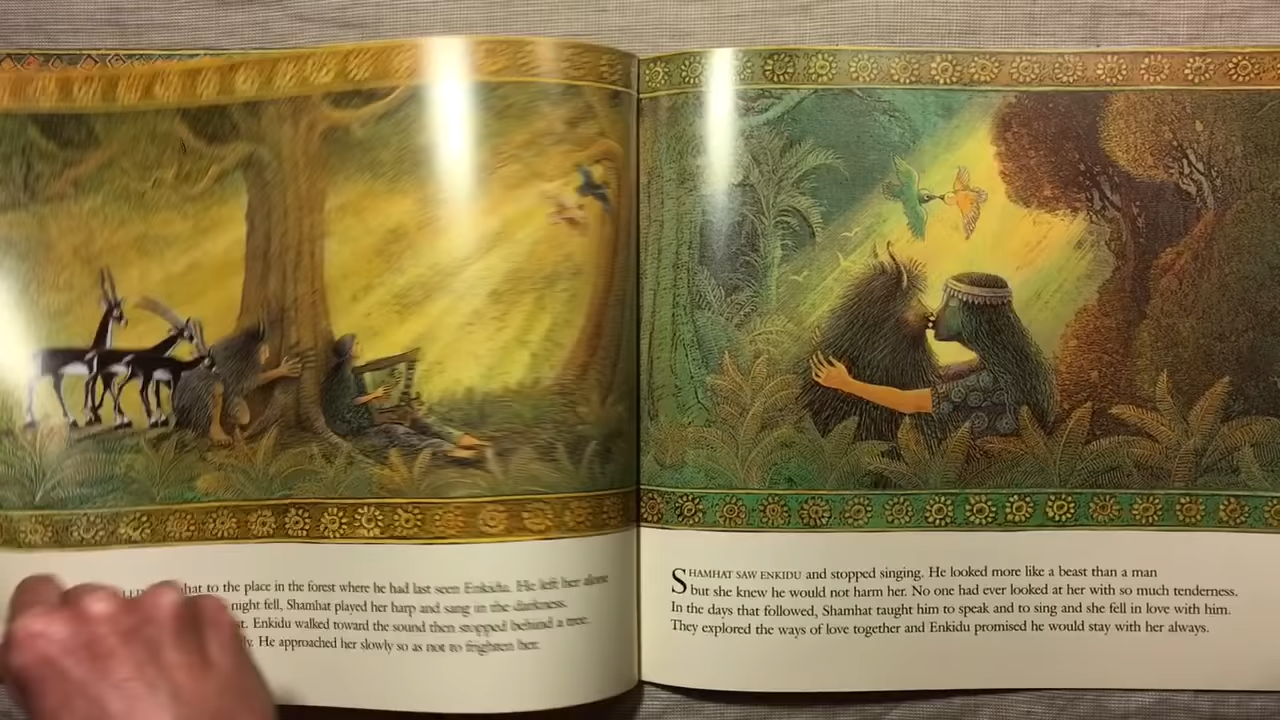 hat to the place in the forest where he had last seen Enkidu. He left her alone
night fell, Shamhat played her harp and sang in the darkness.
Enkidu walked toward the sound then stopped behind a tree.
He approached her slowly so as not to frighten her.
SHAMHAT SAW ENKIDU and stopped singing. He looked more like a beast than a man
but she knew he would not harm her. No one had ever looked at her with so much tenderness.
In the days that followed, Shamhat taught him to speak and to sing and she fell in love with him.
They explored the ways of love together and Enkidu promised he would stay with her always.